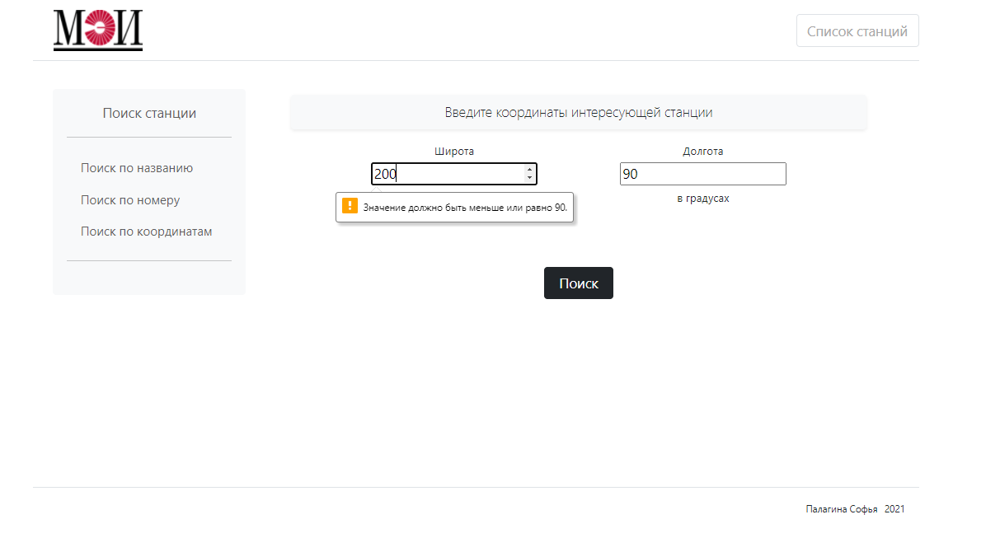 МЭИ
Список станций
Поиск станции
Поиск по названию
Поиск по номеру
Поиск по координатам
Введите координаты интересующей станции
Широта
Долгота
200
90
Значение должно быть меньше или равно 90.
в градусах
Поиск
Палагина Софья 2021